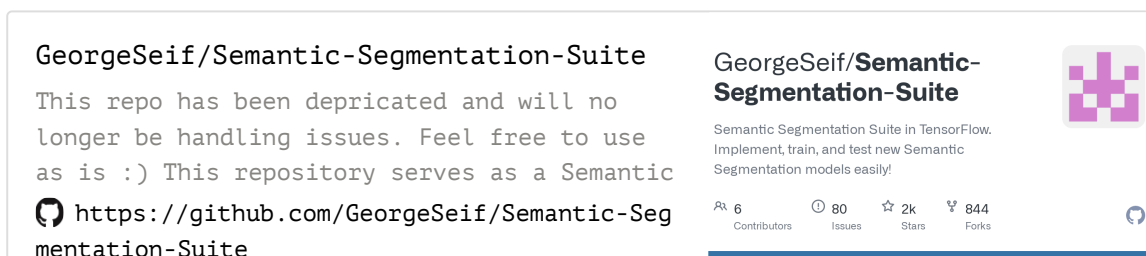 GeorgeSeif/Semantic-Segmentation-Suite
This repo has been depricated and will no
longer be handling issues. Feel free to use
as is :) This repository serves as a Semantic
https://github.com/GeorgeSeif/Semantic-Seg
mentation-Suite
GeorgeSeif/Semantic-
Segmentation-Suite
Semantic Segmentation Suite in TensorFlow.
Implement, train, and test new Semantic
Segmentation models easily!
6 80 2k 844
Contributors Issues Stars Forks